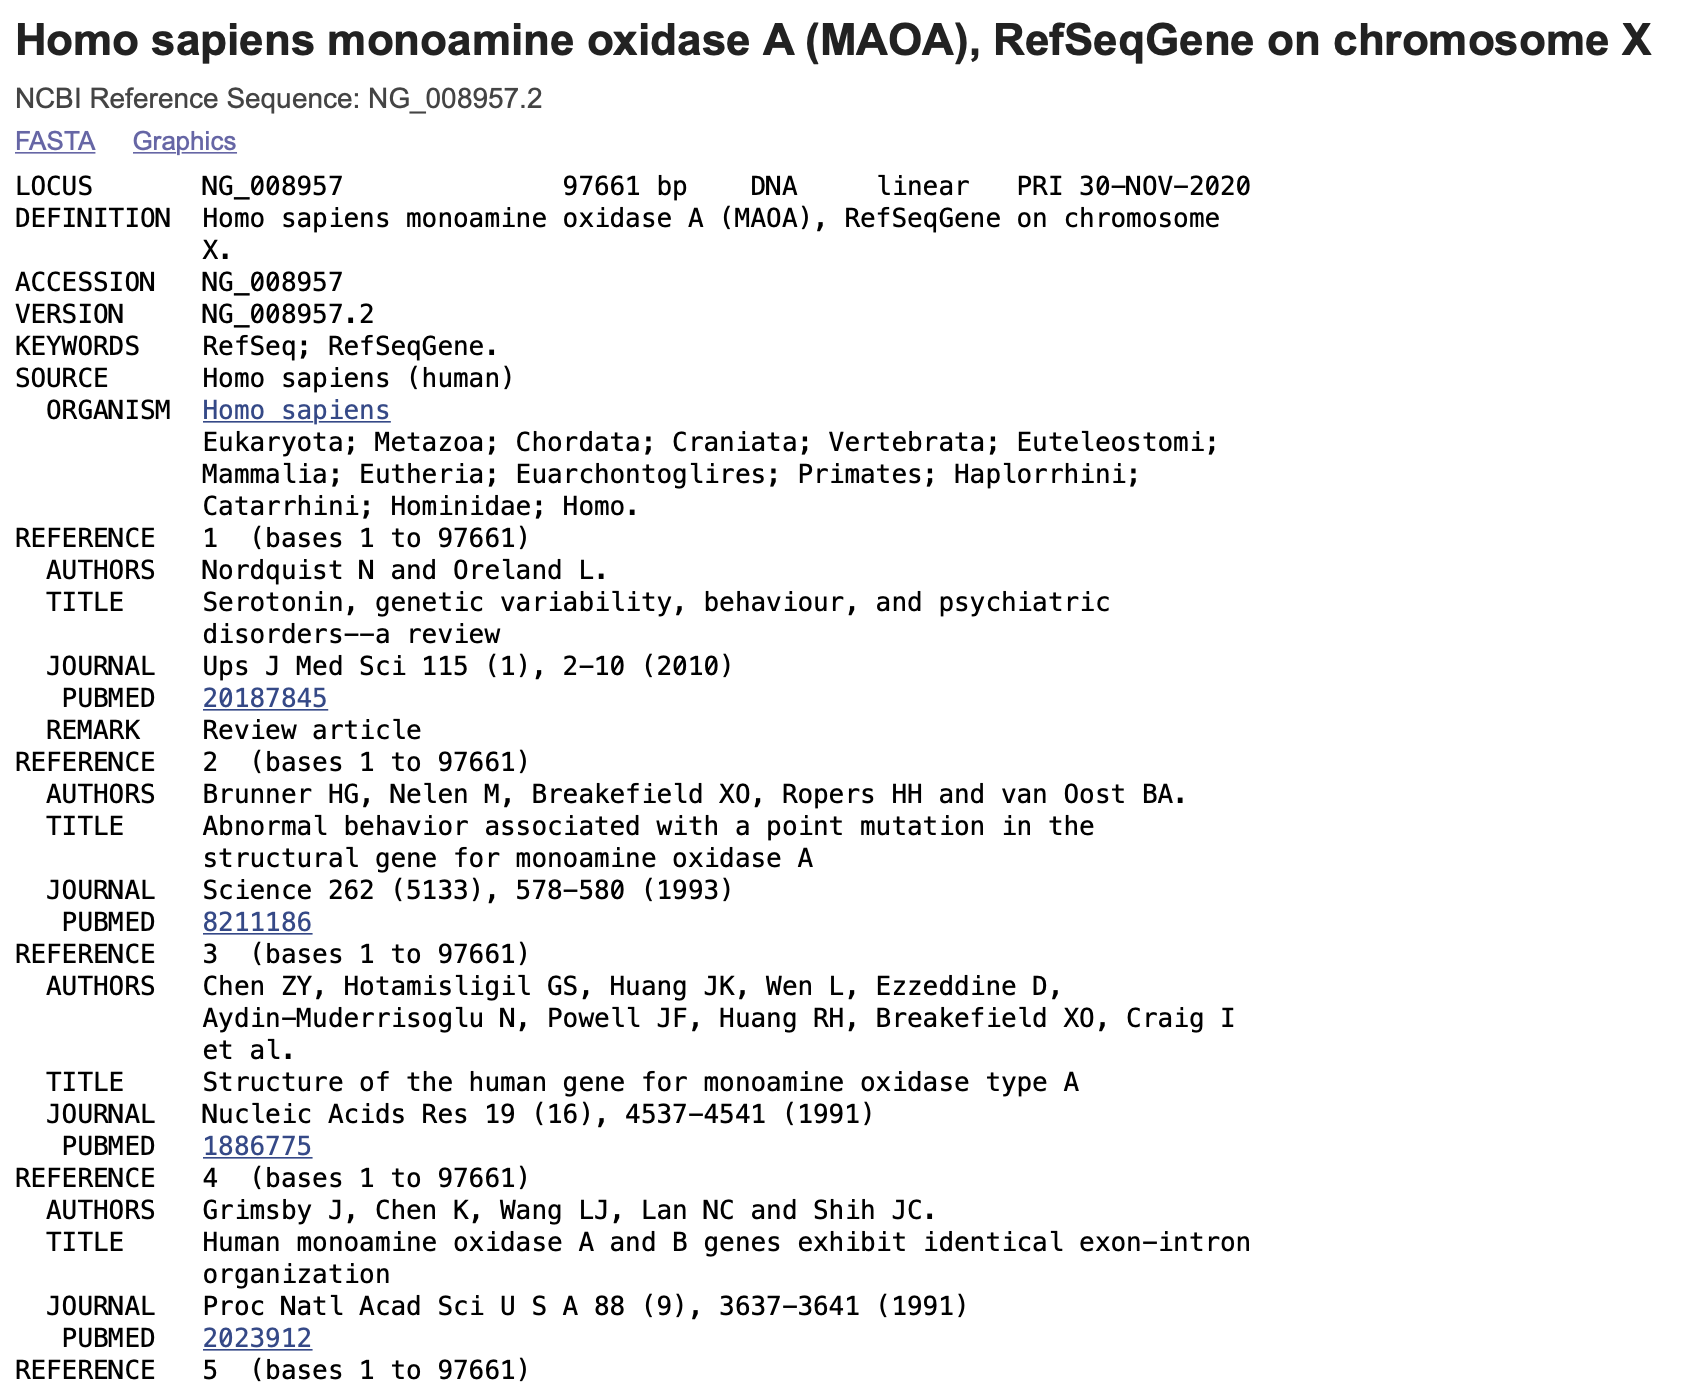 Homo sapiens monoamine oxidase A (MAOA), RefSeqGene on chromosome X
NCBI Reference Sequence: NG_008957.2
FASTA Graphics
LOCUS NG_008957 97661 bp DNA linear PRI 30-NOV-2020
DEFINITION Homo sapiens monoamine oxidase A (MAOA), RefSeqGene on chromosome
X.
ACCESSION NG_008957
VERSION NG_008957.2
KEYWORDS RefSeq; RefSeqGene.
SOURCE Homo sapiens (human)
ORGANISM Homo sapiens
Eukaryota; Metazoa; Chordata; Craniata; Vertebrata; Euteleostomi;
Mammalia; Eutheria; Euarchontoglires; Primates; Haplorrhini;
Catarrhini; Hominidae; Homo.
REFERENCE 1 (bases 1 to 97661)
AUTHORS Nordquist N and Oreland L.
TITLE Serotonin, genetic variability, behaviour, and psychiatric
disorders--a review
JOURNAL Ups J Med Sci 115 (1), 2-10 (2010)
PUBMED 20187845
REMARK Review article
REFERENCE 2 (bases 1 to 97661)
AUTHORS Brunner HG, Nelen M, Breakefield XO, Ropers HH and van Oost BA.
TITLE Abnormal behavior associated with a point mutation in the
structural gene for monoamine oxidase A
JOURNAL Science 262 (5133), 578-580 (1993)
PUBMED 8211186
REFERENCE 3 (bases 1 to 97661)
AUTHORS Chen ZY, Hotamisligil GS, Huang JK, Wen L, Ezzeddine D,
Aydin-Muderrisoglu N, Powell JF, Huang RH, Breakefield XO, Craig I
et al.
TITLE Structure of the human gene for monoamine oxidase type A
JOURNAL Nucleic Acids Res 19 (16), 4537-4541 (1991)
PUBMED 1886775
REFERENCE 4 (bases 1 to 97661)
AUTHORS Grimsby J, Chen K, Wang LJ, Lan NC and Shih JC.
TITLE Human monoamine oxidase A and B genes exhibit identical exon-intron
organization
JOURNAL Proc Natl Acad Sci U S A 88 (9), 3637-3641 (1991)
PUBMED 2023912
REFERENCE 5 (bases 1 to 97661)